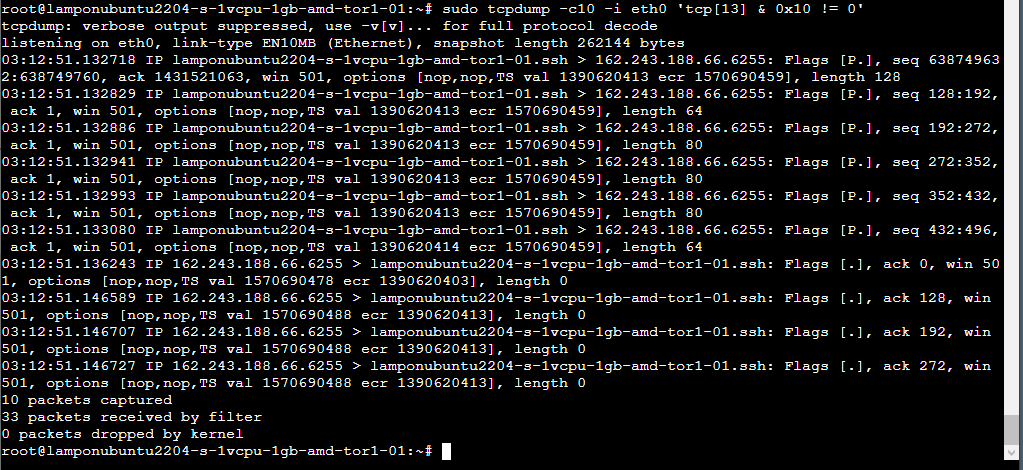 root@lamponubuntu2204-s-1vcpu-1gb-amd-tor1-01:~# sudo tcpdump -c10 -i eth0 'tcp[13] & 0x10 != 0'
tcpdump: verbose output suppressed, use -v[v]... for full protocol decode
listening on eth0, link-type EN10MB (Ethernet), snapshot length 262144 bytes
03:12:51.132718 IP lamponubuntu2204-s-1vcpu-1gb-amd-tor1-01.ssh > 162.243.188.66.6255: Flags [P.], seq 63874963
2:638749760, ack 1431521063, win 501, options [nop,nop,TS val 1390620413 ecr 1570690459], length 128
03:12:51.132829 IP lamponubuntu2204-s-1vcpu-1gb-amd-tor1-01.ssh > 162.243.188.66.6255: Flags [P.], seq 128:192,
 ack 1, win 501, options [nop,nop,TS val 1390620413 ecr 1570690459], length 64
03:12:51.132886 IP lamponubuntu2204-s-1vcpu-1gb-amd-tor1-01.ssh > 162.243.188.66.6255: Flags [P.], seq 192:272,
 ack 1, win 501, options [nop,nop,TS val 1390620413 ecr 1570690459], length 80
03:12:51.132941 IP lamponubuntu2204-s-1vcpu-1gb-amd-tor1-01.ssh > 162.243.188.66.6255: Flags [P.], seq 272:352,
 ack 1, win 501, options [nop,nop,TS val 1390620413 ecr 1570690459], length 80
03:12:51.132993 IP lamponubuntu2204-s-1vcpu-1gb-amd-tor1-01.ssh > 162.243.188.66.6255: Flags [P.], seq 352:432,
 ack 1, win 501, options [nop,nop,TS val 1390620413 ecr 1570690459], length 80
03:12:51.133080 IP lamponubuntu2204-s-1vcpu-1gb-amd-tor1-01.ssh > 162.243.188.66.6255: Flags [P.], seq 432:496,
 ack 1, win 501, options [nop,nop,TS val 1390620414 ecr 1570690459], length 64
03:12:51.136243 IP 162.243.188.66.6255 > lamponubuntu2204-s-1vcpu-1gb-amd-tor1-01.ssh: Flags [.], ack 0, win 50
1, options [nop,nop,TS val 1570690478 ecr 1390620403], length 0
03:12:51.146589 IP 162.243.188.66.6255 > lamponubuntu2204-s-1vcpu-1gb-amd-tor1-01.ssh: Flags [.], ack 128, win
501, options [nop,nop,TS val 1570690488 ecr 1390620413], length 0
03:12:51.146707 IP 162.243.188.66.6255 > lamponubuntu2204-s-1vcpu-1gb-amd-tor1-01.ssh: Flags [.], ack 192, win
501, options [nop,nop,TS val 1570690488 ecr 1390620413], length 0
03:12:51.146727 IP 162.243.188.66.6255 > lamponubuntu2204-s-1vcpu-1gb-amd-tor1-01.ssh: Flags [.], ack 272, win
501, options [nop,nop,TS val 1570690488 ecr 1390620413], length 0
10 packets captured
33 packets received by filter
0 packets dropped by kernel
root@lamponubuntu2204-s-1vcpu-1gb-amd-tor1-01:~#